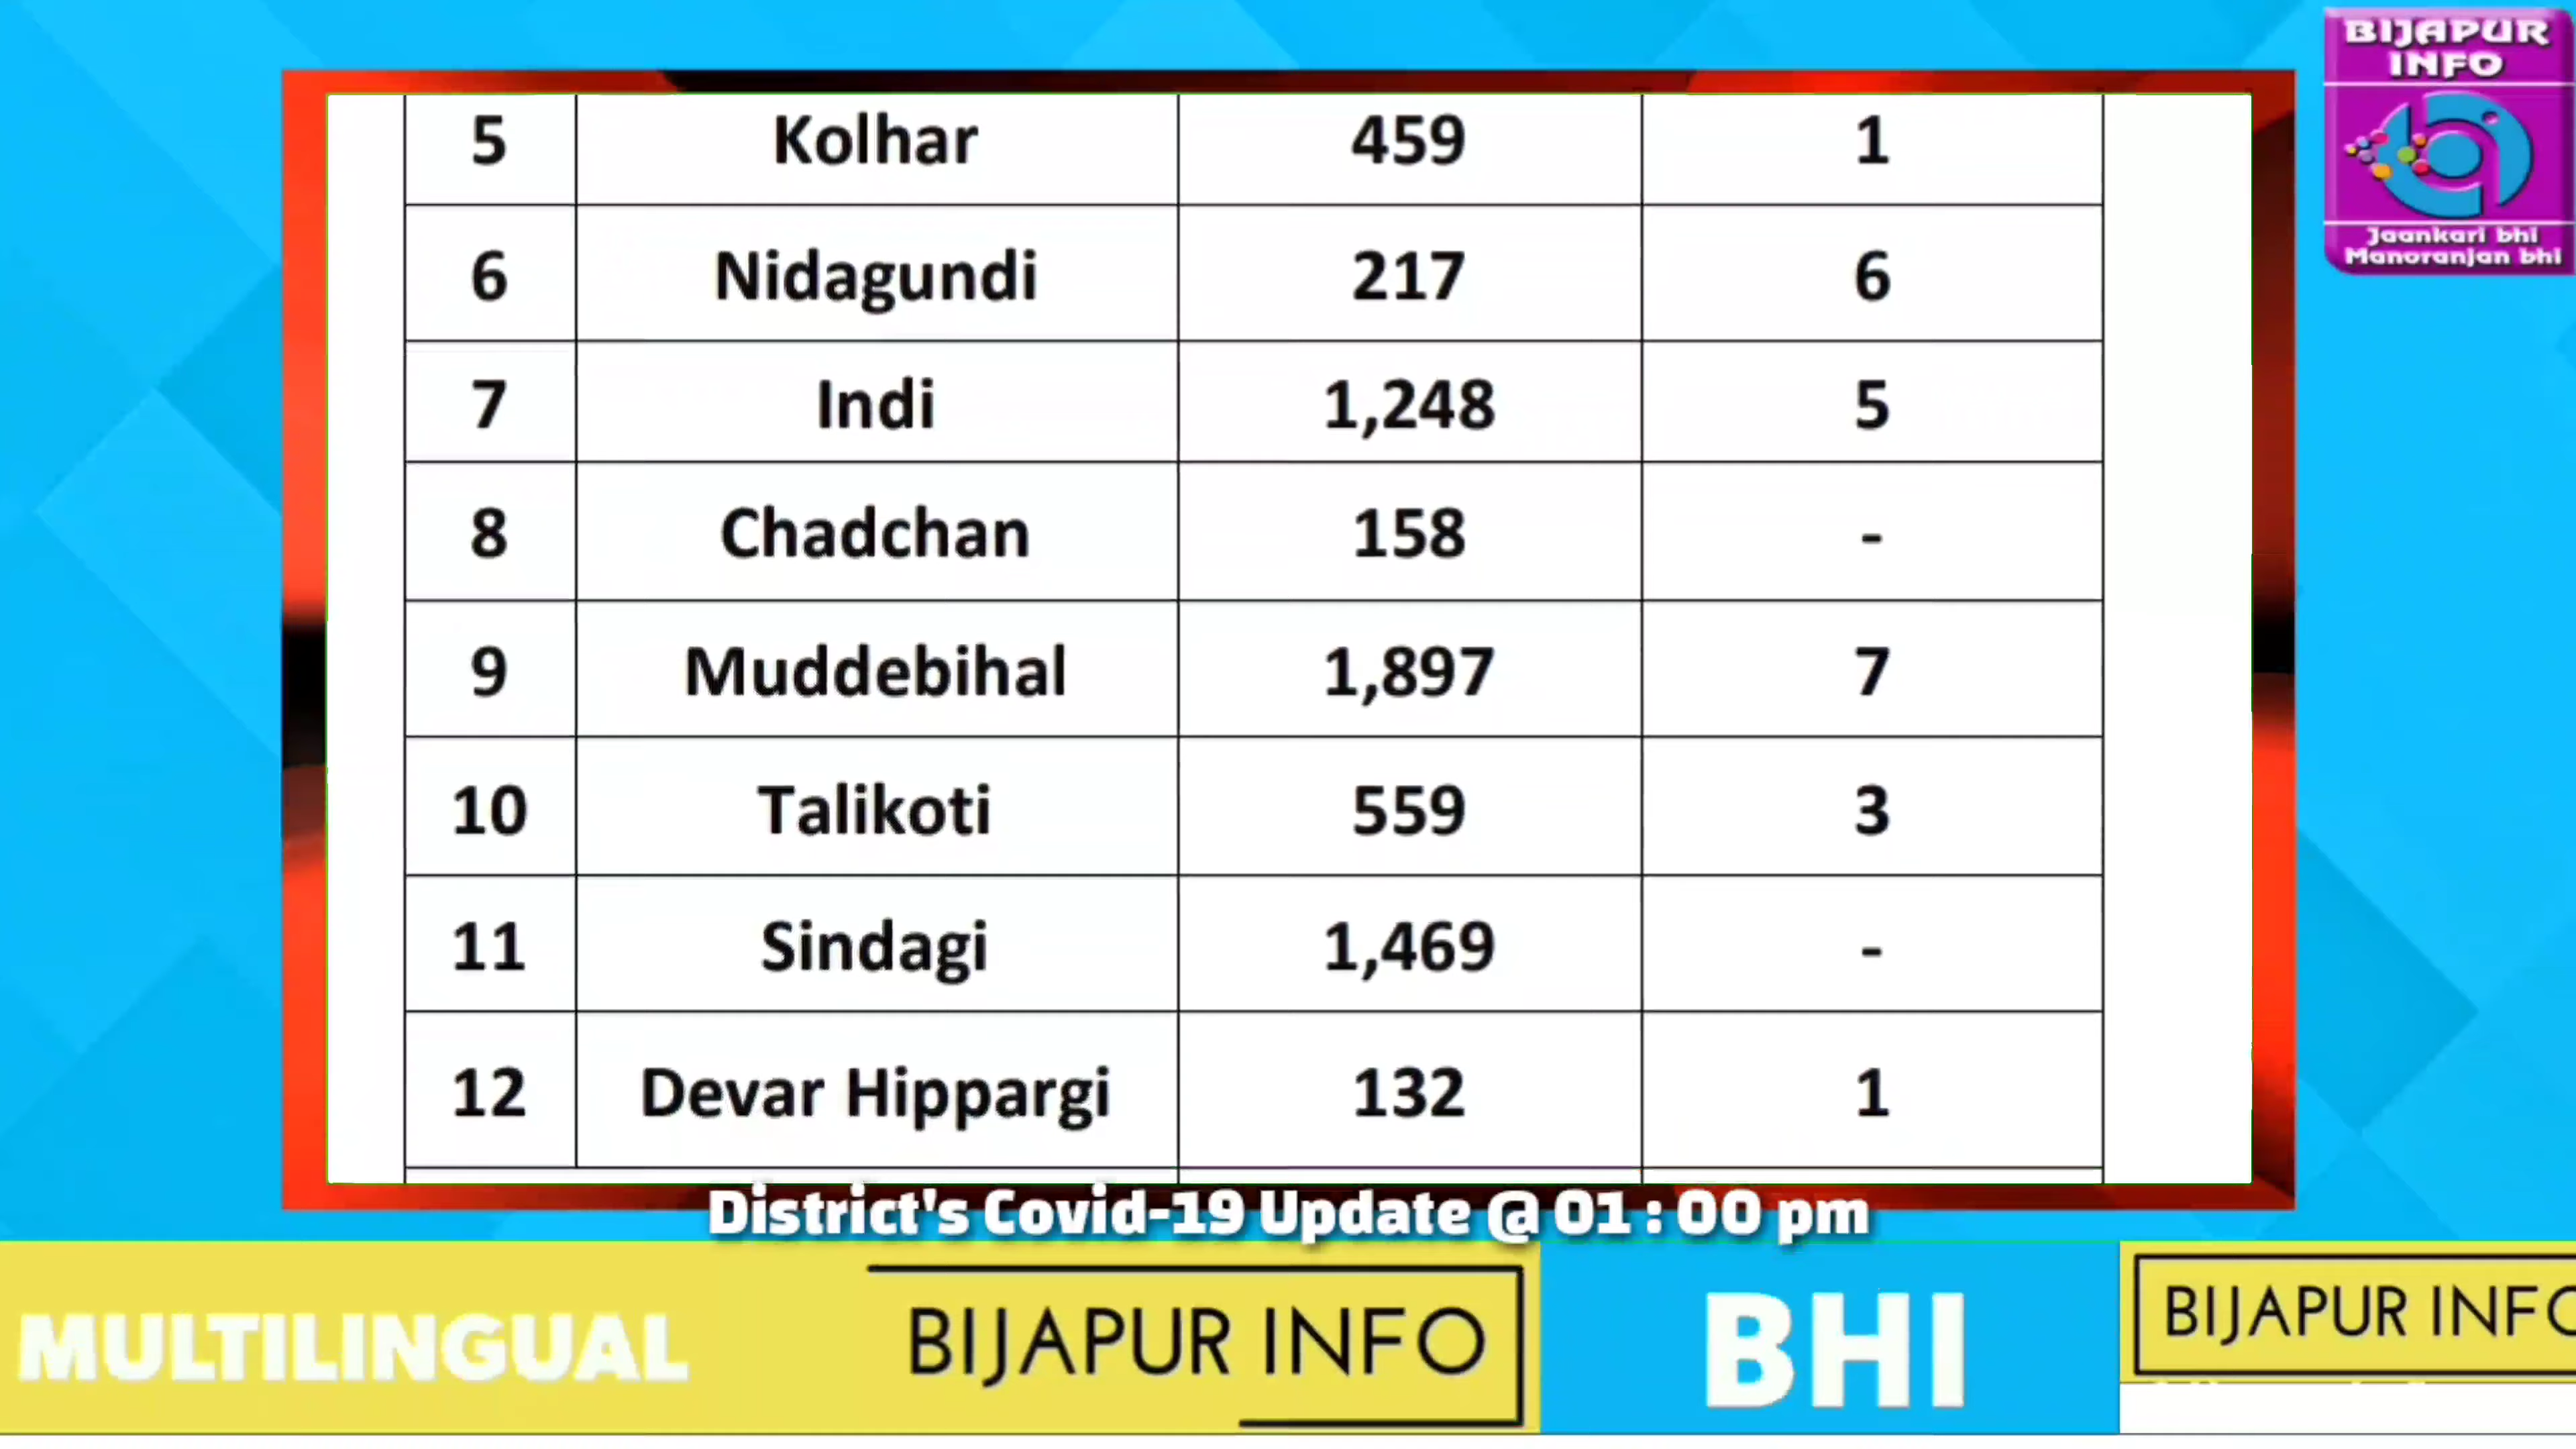 BIJAPUR
INFO
Jaankari bhi
Manoranjan bhi
5 Kolhar 459 1
6 Nidagundi 217 6
7 Indi 1,248 5
8 Chadchan 158 -
9 Muddebihal 1,897 7
10 Talikoti 559 3
11 Sindagi 1,469 -
12 Devar Hippargi 132 1
District's Covid-19 Update @ 01 : 00 pm
MULTILINGUAL BIJAPUR INFO BHI BIJAPUR INFO